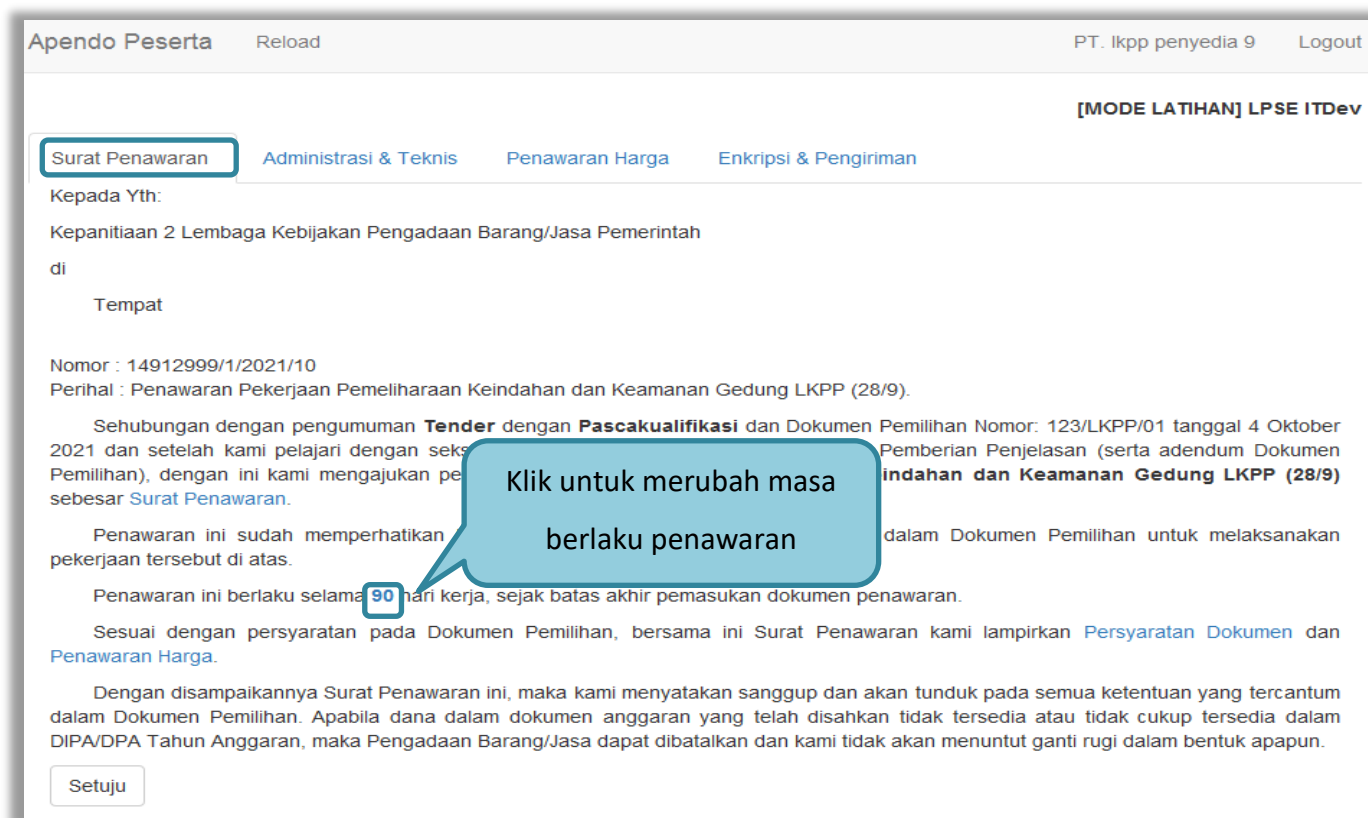 Apendo Peserta Reload PT. lkpp penyedia 9 Logout
[MODE LATIHAN] LPSE ITDev
Surat Penawaran Administrasi & Teknis Penawaran Harga Enkripsi & Pengiriman
Kepada Yth:
Kepanitiaan 2 Lembaga Kebijakan Pengadaan Barang/Jasa Pemerintah
di
Tempat
Nomor : 14912999/1/2021/10
Perihal : Penawaran Pekerjaan Pemeliharaan Keindahan dan Keamanan Gedung LKPP (28/9).
Sehubungan dengan pengumuman Tender dengan Pascakualifikasi dan Dokumen Pemilihan Nomor: 123/LKPP/01 tanggal 4 Oktober
2021 dan setelah kami pelajari dengan Pemberian Penjelasan (serta adendum Dokumen
Pemilihan), dengan ini kami mengajukan dan Keamanan Gedung LKPP (28/9)
sebesar Surat Penawaran.
Penawaran ini sudah memperhatikan dalam Dokumen Pemilihan untuk melaksanakan
pekerjaan tersebut di atas.
Klik untuk merubah masa
berlaku penawaran
Penawaran ini berlaku selama 90 hari kerja, sejak batas akhir pemasukan dokumen penawaran.
Sesuai dengan persyaratan pada Dokumen Pemilihan, bersama ini Surat Penawaran kami lampirkan Persyaratan Dokumen dan
Penawaran Harga.
Dengan disampaikannya Surat Penawaran ini, maka kami menyatakan sanggup dan akan tunduk pada semua ketentuan yang tercantum
dalam Dokumen Pemilihan. Apabila dana dalam dokumen anggaran yang telah disahkan tidak tersedia atau tidak cukup tersedia dalam
DIPA/DPA Tahun Anggaran, maka Pengadaan Barang/Jasa dapat dibatalkan dan kami tidak akan menuntut ganti rugi dalam bentuk apapun.
Setuju